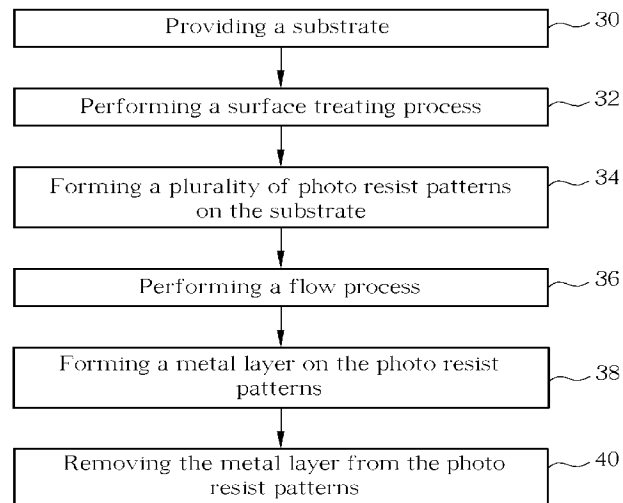 Providing a substrate
30
Performing a surface treating process
32
Forming a plurality of photo resist patterns
on the substrate
34
Performing a flow process
36
Forming a metal layer on the photo resist
patterns
38
Removing the metal layer from the photo
resist patterns
40